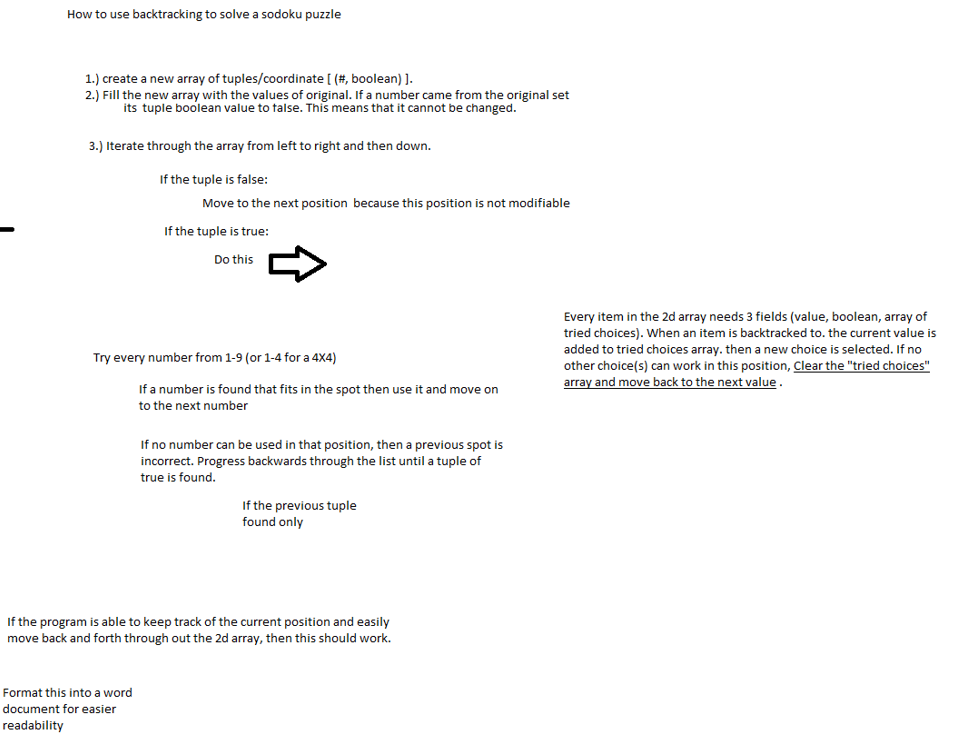 How to use backtracking to solve a sodoku puzzle
1.) create a new array of tuples/coordinate [ (#, boolean) ].
2.) Fill the new array with the values of original. If a number came from the original set
its tuple boolean value to false. This means that it cannot be changed.
3.) Iterate through the array from left to right and then down.
If the tuple is false:
Move to the next position because this position is not modifiable
If the tuple is true:
Do this
Every item in the 2d array needs 3 fields (value, boolean, array of
tried choices). When an item is backtracked to. the current value is
added to tried choices array. then a new choice is selected. If no
other choice(s) can work in this position, Clear the "tried choices"
array and move back to the next value .
Try every number from 1-9 (or 1-4 for a 4X4)
If a number is found that fits in the spot then use it and move on
to the next number
If no number can be used in that position, then a previous spot is
incorrect. Progress backwards through the list until a tuple of
true is found.
If the previous tuple
found only
If the program is able to keep track of the current position and easily
move back and forth through out the 2d array, then this should work.
Format this into a word
document for easier
readability